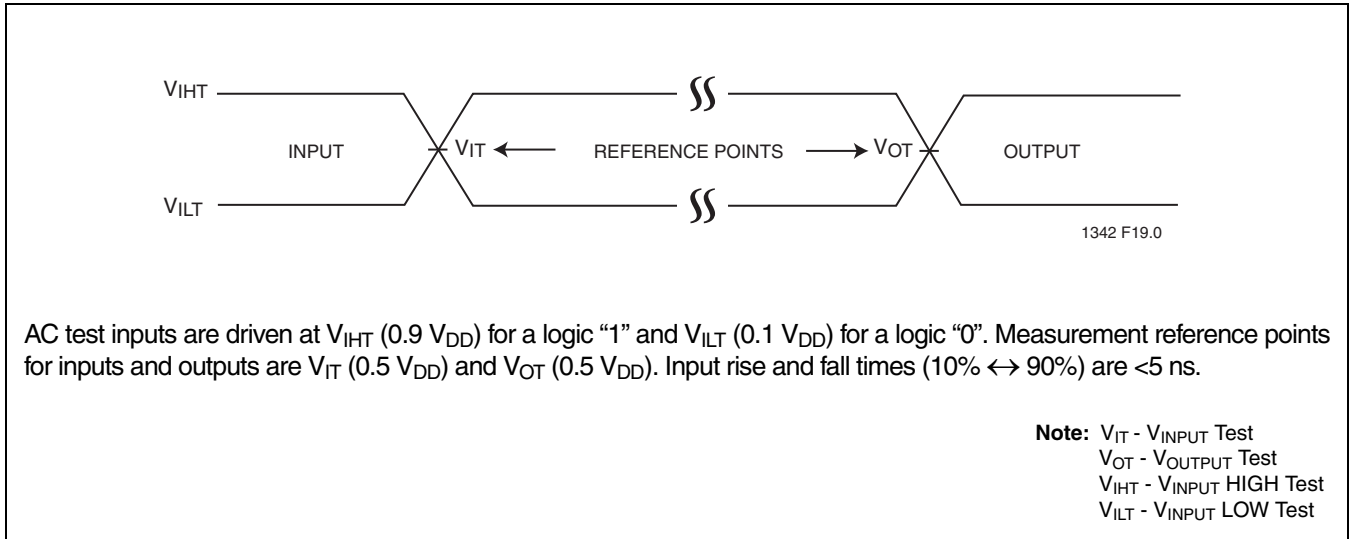 VIHT
INPUT VIT REFERENCE POINTS VOT OUTPUT
VILT
1342 F19.0
AC test inputs are driven at VIHT (0.9 VDD) for a logic “1” and VILT (0.1 VDD) for a logic “0”. Measurement reference points
for inputs and outputs are VIT (0.5 VDD) and VOT (0.5 VDD). Input rise and fall times (10% ↔ 90%) are <5 ns.
Note: VIT - VINPUT Test
VOT - VOUTPUT Test
VIHT - VINPUT HIGH Test
VILT - VINPUT LOW Test